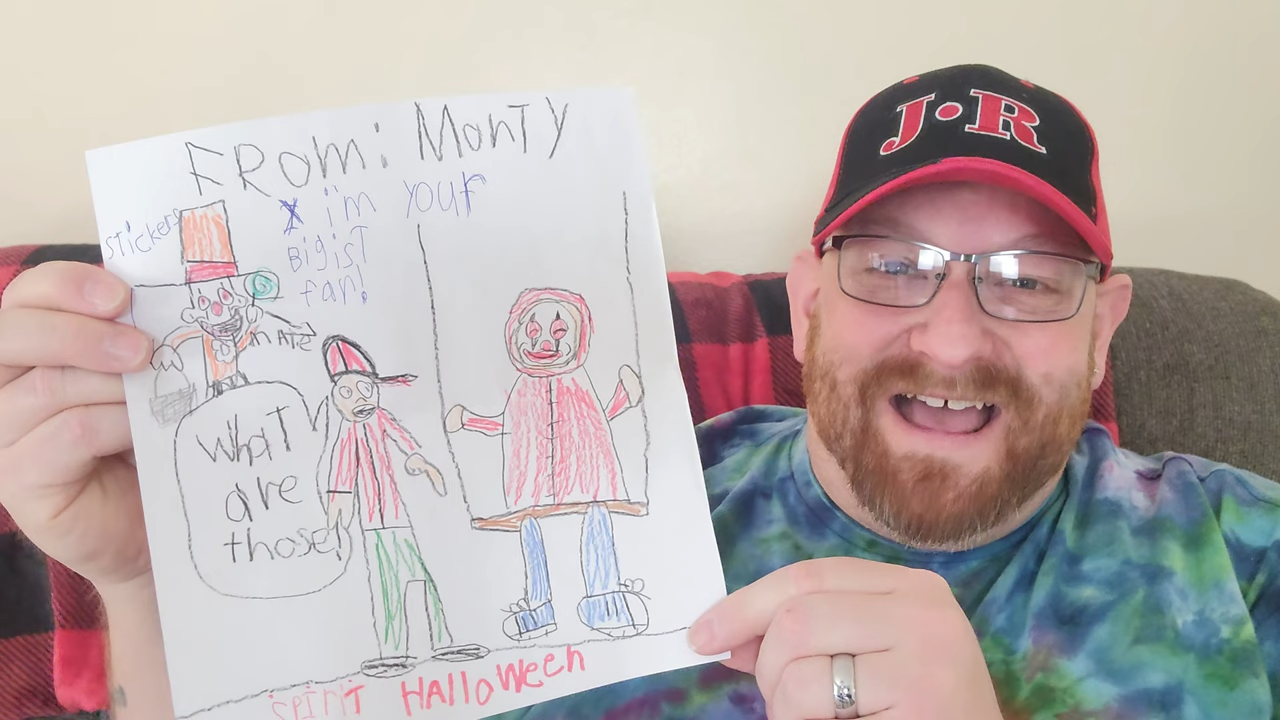 FROM: MonTY
stickers
i'm your
BigisT
fan!
What
are
those!
SPiRiT HALLOWEEN
J•R